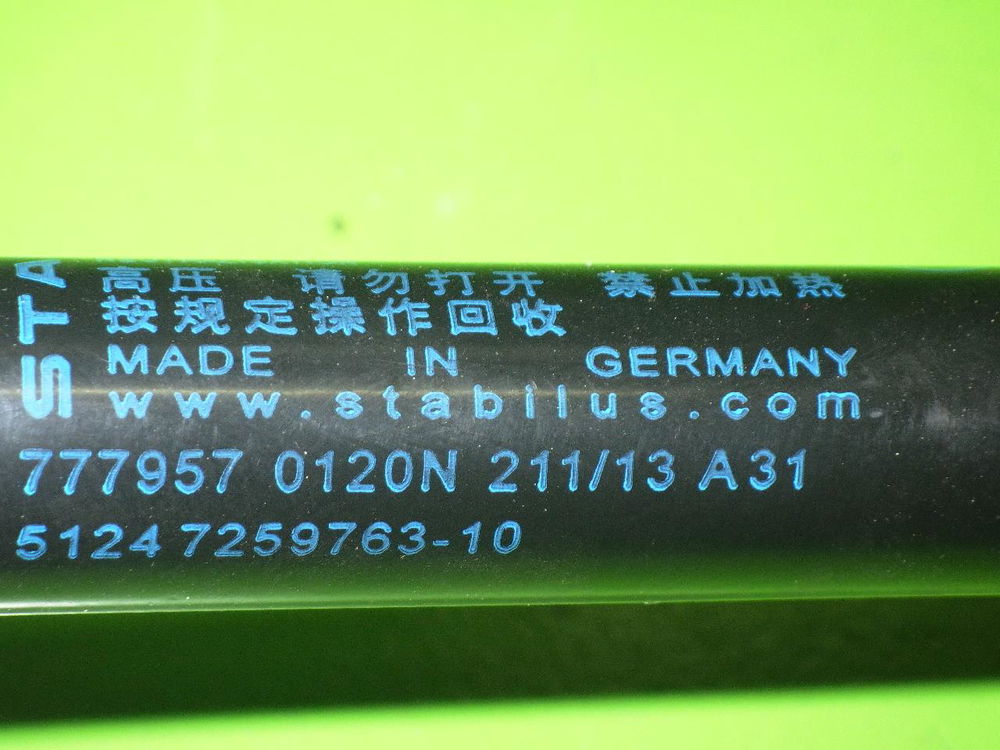 STA
高压 请勿打开 禁止加热
按规定操作回收
MADE IN GERMANY
www.stabilus.com
777957 0120N 211/13 A31
5124 7259763-10